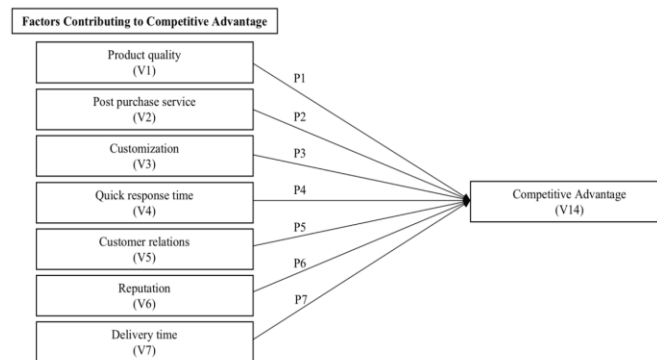 Factors Contributing to Competitive Advantage
Product quality
(V1)
P1
Post purchase service
(V2)
P2
Customization
(V3)
P3
Quick response time
(V4)
P4
Competitive Advantage
(V14)
Customer relations
(V5)
P5
Reputation
(V6)
P6
Delivery time
(V7)
P7